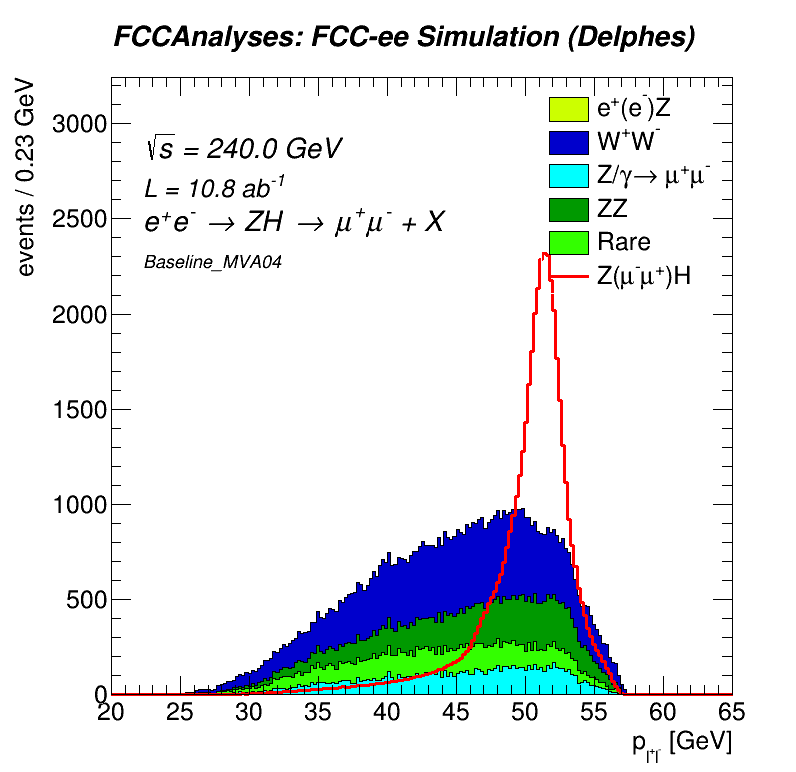 FCCAnalyses: FCC-ee Simulation (Delphes)
events / 0.23 GeV
√s = 240.0 GeV
L = 10.8 ab⁻¹
e⁺e⁻ → ZH → μ⁺μ⁻ + X
Baseline_MVA04
e⁺(e⁻)Z
W⁺W⁻
Z/γ→ μ⁺μ⁻
ZZ
Rare
Z(μ⁻μ⁺)H
3000
2500
2000
1500
1000
500
0
20 25 30 35 40 45 50 55 60 65
p_l⁺l⁻ [GeV]